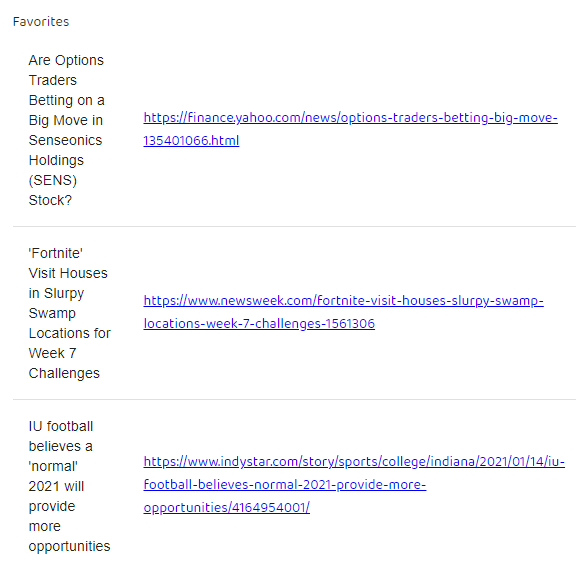 Favorites
Are Options
Traders
Betting on a
Big Move in
Senseonics
Holdings
(SENS)
Stock?
https://finance.yahoo.com/news/options-traders-betting-big-move-
135401066.html
'Fortnite'
Visit Houses
in Slurpy
Swamp
Locations for
Week 7
Challenges
https://www.newsweek.com/fortnite-visit-houses-slurpy-swamp-
locations-week-7-challenges-1561306
IU football
believes a
'normal'
2021 will
provide
more
opportunities
https://www.indystar.com/story/sports/college/indiana/2021/01/14/iu-
football-believes-normal-2021-provide-more-
opportunities/4164954001/